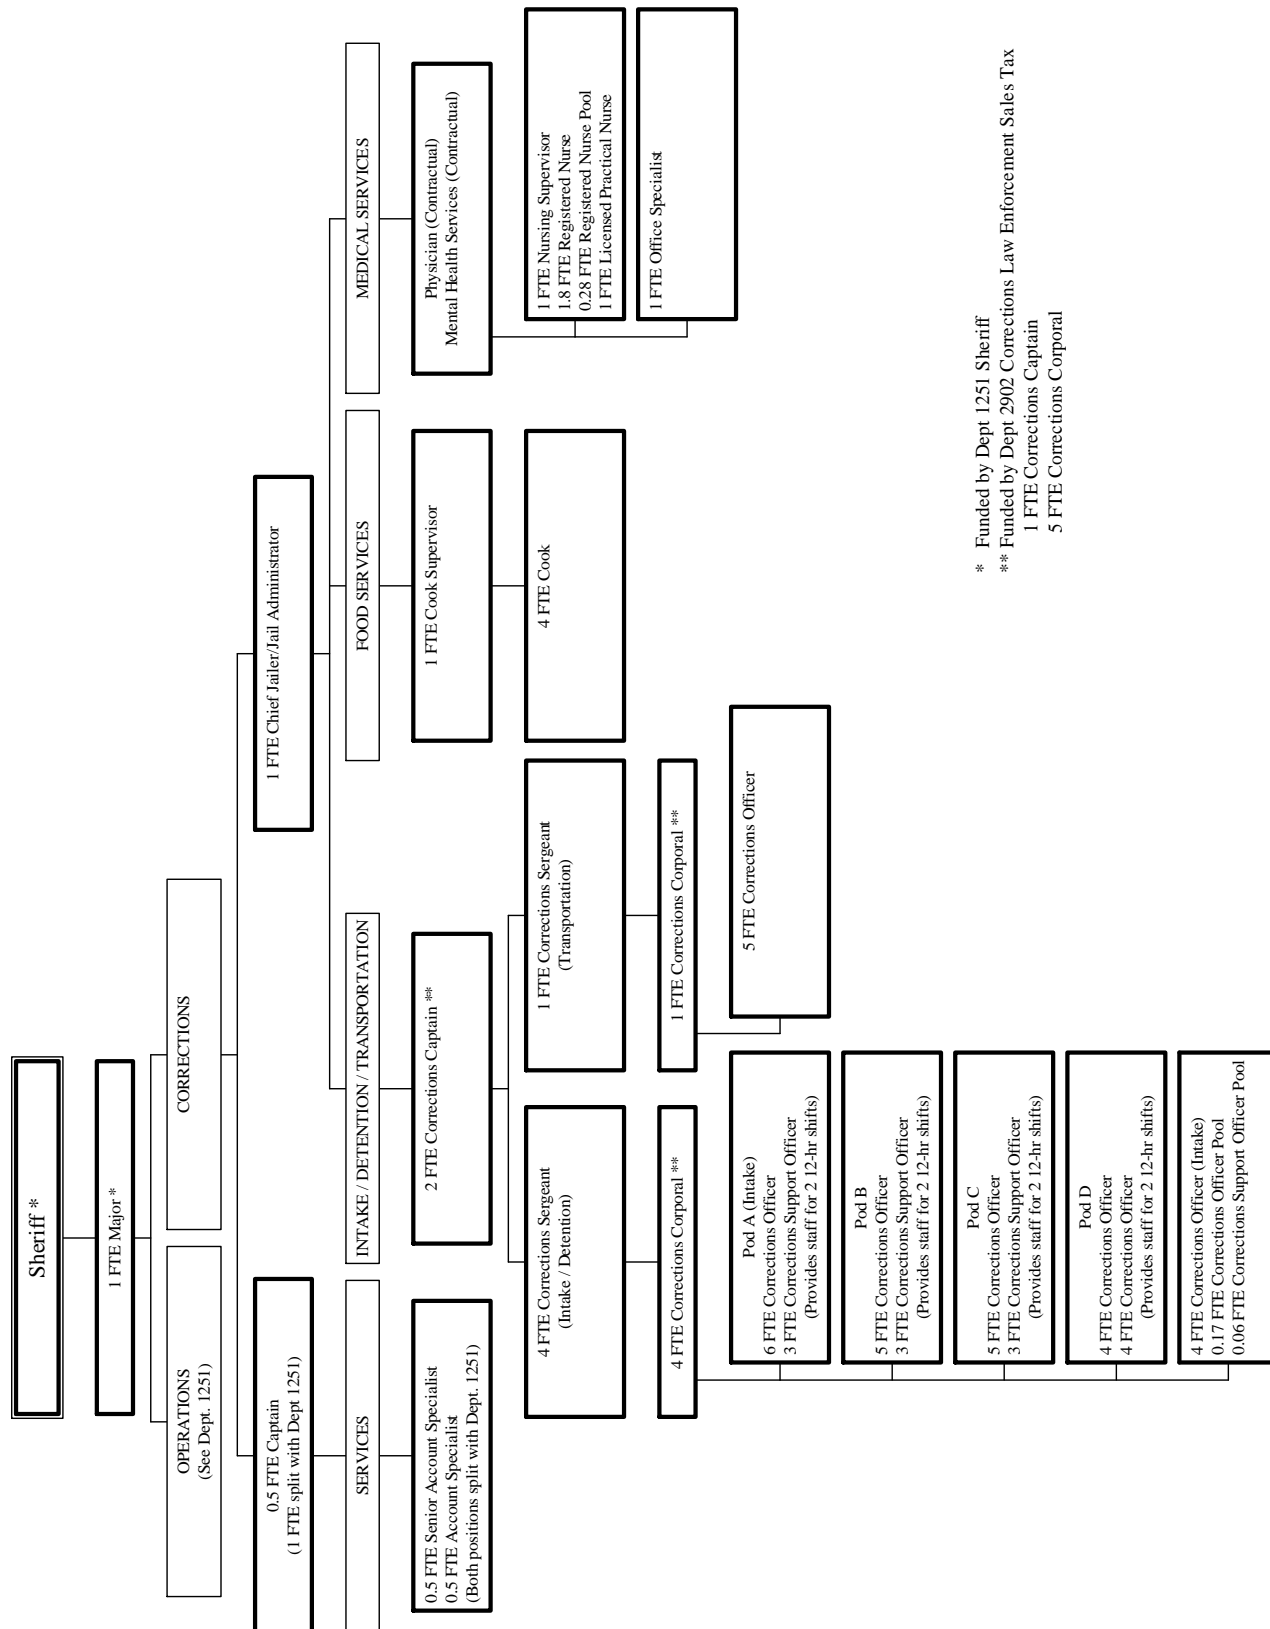 Sheriff *
1 FTE Major *
OPERATIONS
(See Dept. 1251)
CORRECTIONS
0.5 FTE Captain
(1 FTE split with Dept 1251)
1 FTE Chief Jailer/Jail Administrator
SERVICES
INTAKE / DETENTION / TRANSPORTATION
FOOD SERVICES
MEDICAL SERVICES
0.5 FTE Senior Account Specialist
0.5 FTE Account Specialist
(Both positions split with Dept. 1251)
2 FTE Corrections Captain **
1 FTE Cook Supervisor
Physician (Contractual)
Mental Health Services (Contractual)
4 FTE Corrections Sergeant
(Intake / Detention)
1 FTE Corrections Sergeant
(Transportation)
4 FTE Cook
1 FTE Nursing Supervisor
1.8 FTE Registered Nurse
0.28 FTE Registered Nurse Pool
1 FTE Licensed Practical Nurse
4 FTE Corrections Corporal **
1 FTE Corrections Corporal **
1 FTE Office Specialist
Pod A (Intake)
6 FTE Corrections Officer
3 FTE Corrections Support Officer
(Provides staff for 2 12-hr shifts)
5 FTE Corrections Officer
Pod B
5 FTE Corrections Officer
3 FTE Corrections Support Officer
(Provides staff for 2 12-hr shifts)
Pod C
5 FTE Corrections Officer
3 FTE Corrections Support Officer
(Provides staff for 2 12-hr shifts)
Pod D
4 FTE Corrections Officer
4 FTE Corrections Officer
(Provides staff for 2 12-hr shifts)
4 FTE Corrections Officer (Intake)
0.17 FTE Corrections Officer Pool
0.06 FTE Corrections Support Officer Pool
* Funded by Dept 1251 Sheriff
** Funded by Dept 2902 Corrections Law Enforcement Sales Tax
1 FTE Corrections Captain
5 FTE Corrections Corporal